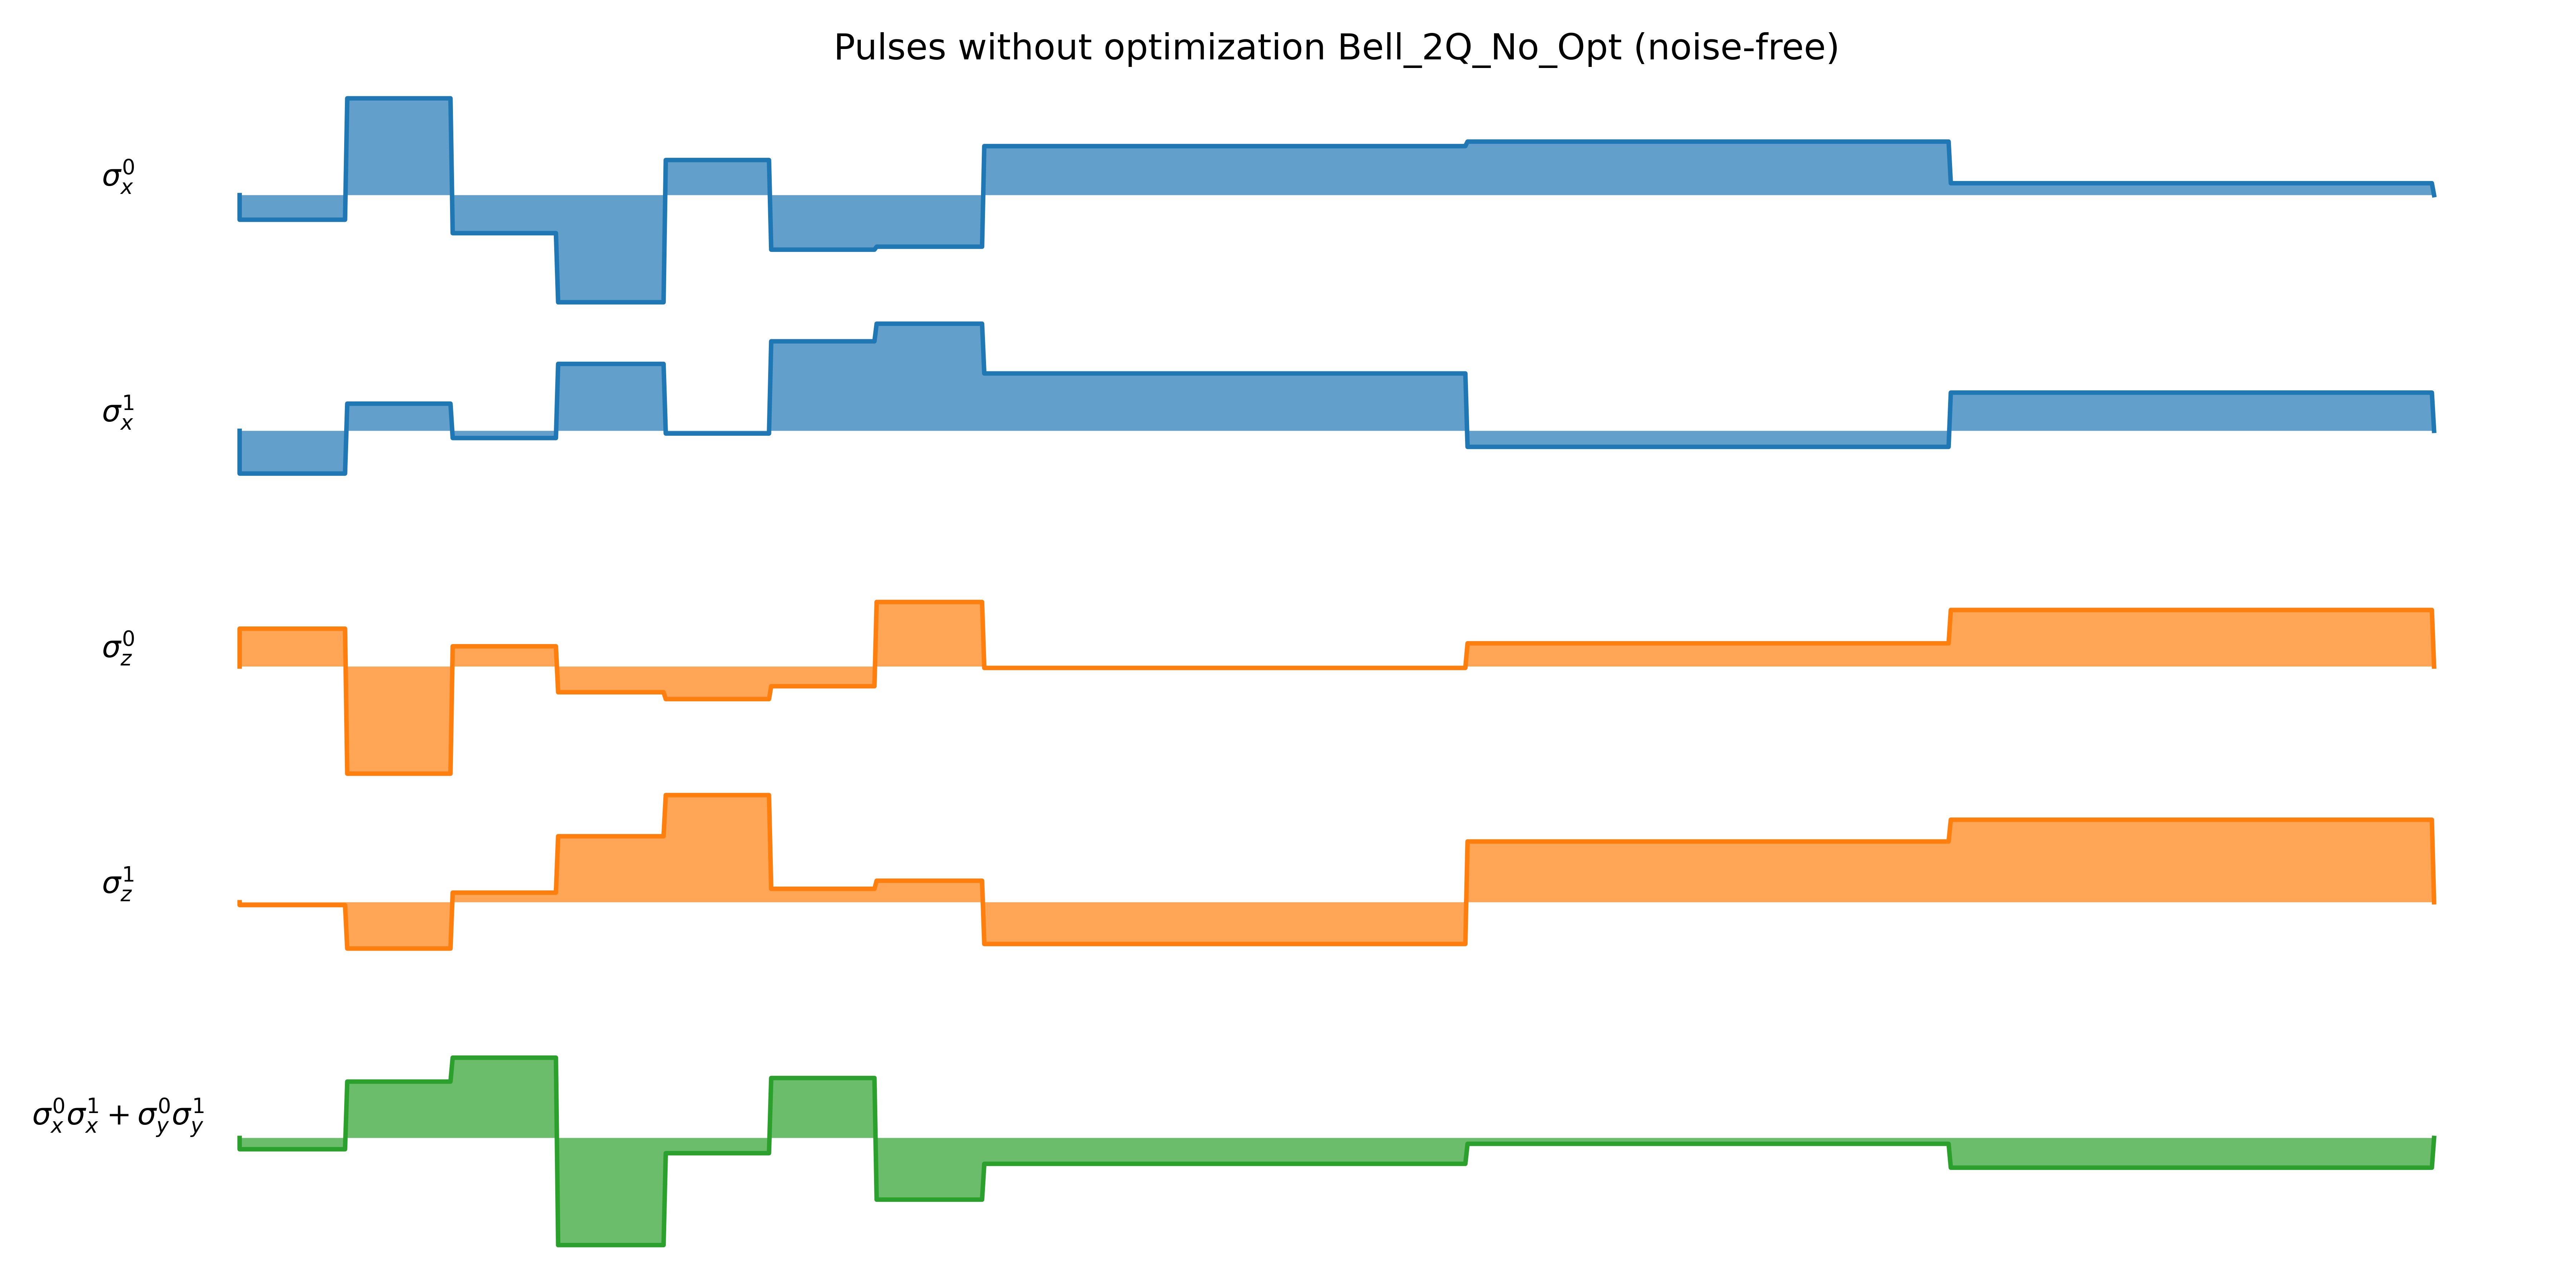 Pulses without optimization Bell_2Q_No_Opt (noise-free)
σ_x^0
σ_x^1
σ_z^0
σ_z^1
σ_x^0σ_x^1 + σ_y^0σ_y^1